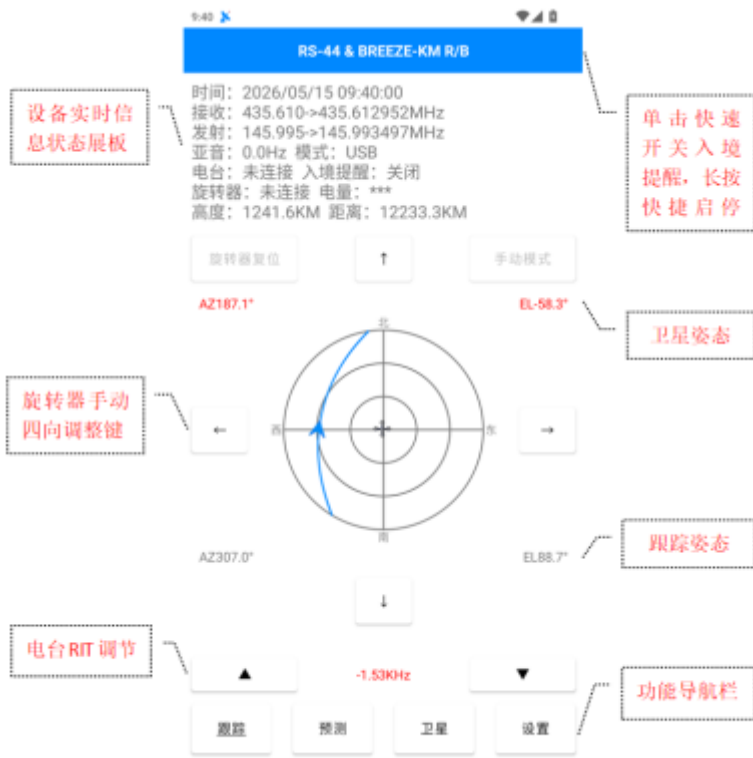 9:40
RS-44 & BREEZE-KM R/B
时间：2026/05/15 09:40:00
接收：435.610->435.612952MHz
发射：145.995->145.993497MHz
亚音：0.0Hz 模式：USB
电台：未连接 入境提醒：关闭
旋转器：未连接 电量：***
高度：1241.6KM 距离：12233.3KM
设备实时信
息状态展板
单击快速
开关入境
提醒，长按
快捷启停
旋转器复位
↑
手动模式
AZ187.1°
EL-58.3°
卫星姿态
北
旋转器手动
四向调整键
←
西
东
→
南
AZ307.0°
EL88.7°
跟踪姿态
↓
电台 RIT 调节
▲
-1.53KHz
▼
功能导航栏
跟踪
预测
卫星
设置